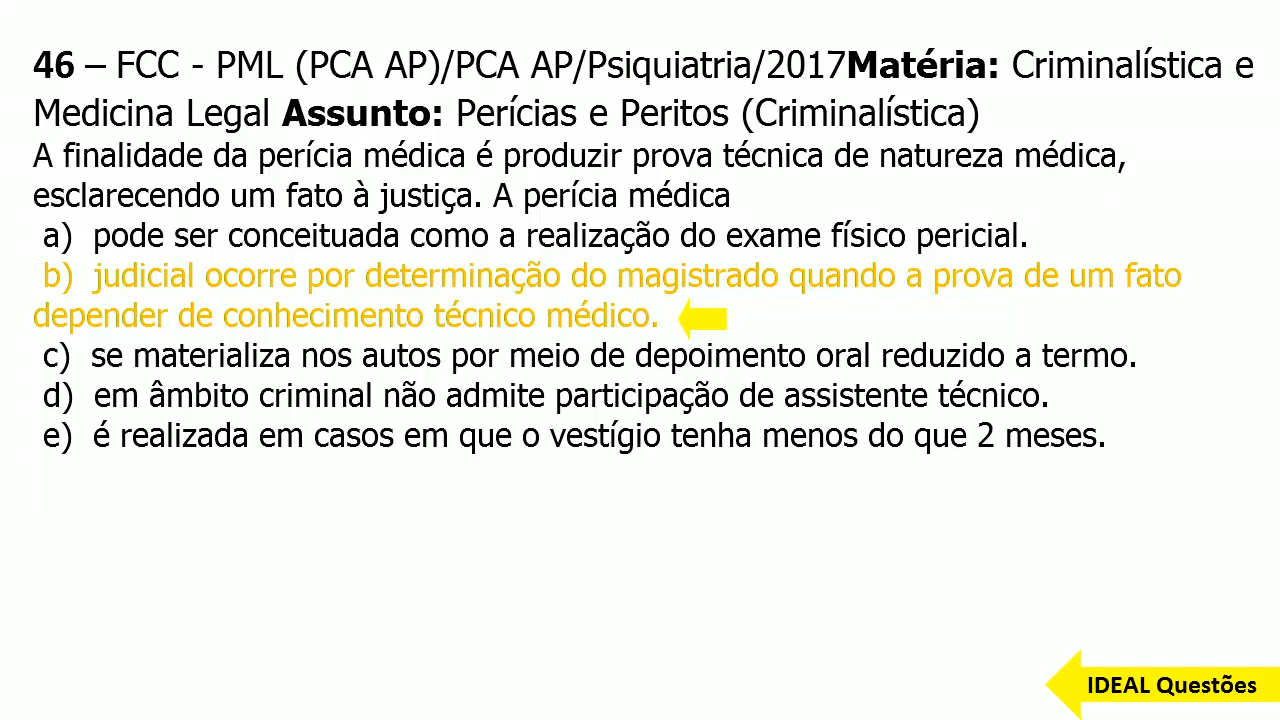 46 – FCC - PML (PCA AP)/PCA AP/Psiquiatria/2017Matéria: Criminalística e
Medicina Legal Assunto: Perícias e Peritos (Criminalística)
A finalidade da perícia médica é produzir prova técnica de natureza médica,
esclarecendo um fato à justiça. A perícia médica
a) pode ser conceituada como a realização do exame físico pericial.
b) judicial ocorre por determinação do magistrado quando a prova de um fato
depender de conhecimento técnico médico.
c) se materializa nos autos por meio de depoimento oral reduzido a termo.
d) em âmbito criminal não admite participação de assistente técnico.
e) é realizada em casos em que o vestígio tenha menos do que 2 meses.
IDEAL Questões